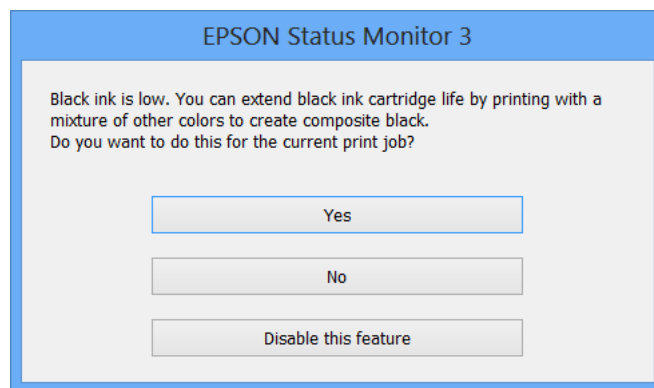 EPSON Status Monitor 3
Black ink is low. You can extend black ink cartridge life by printing with a
mixture of other colors to create composite black.
Do you want to do this for the current print job?
Yes
No
Disable this feature